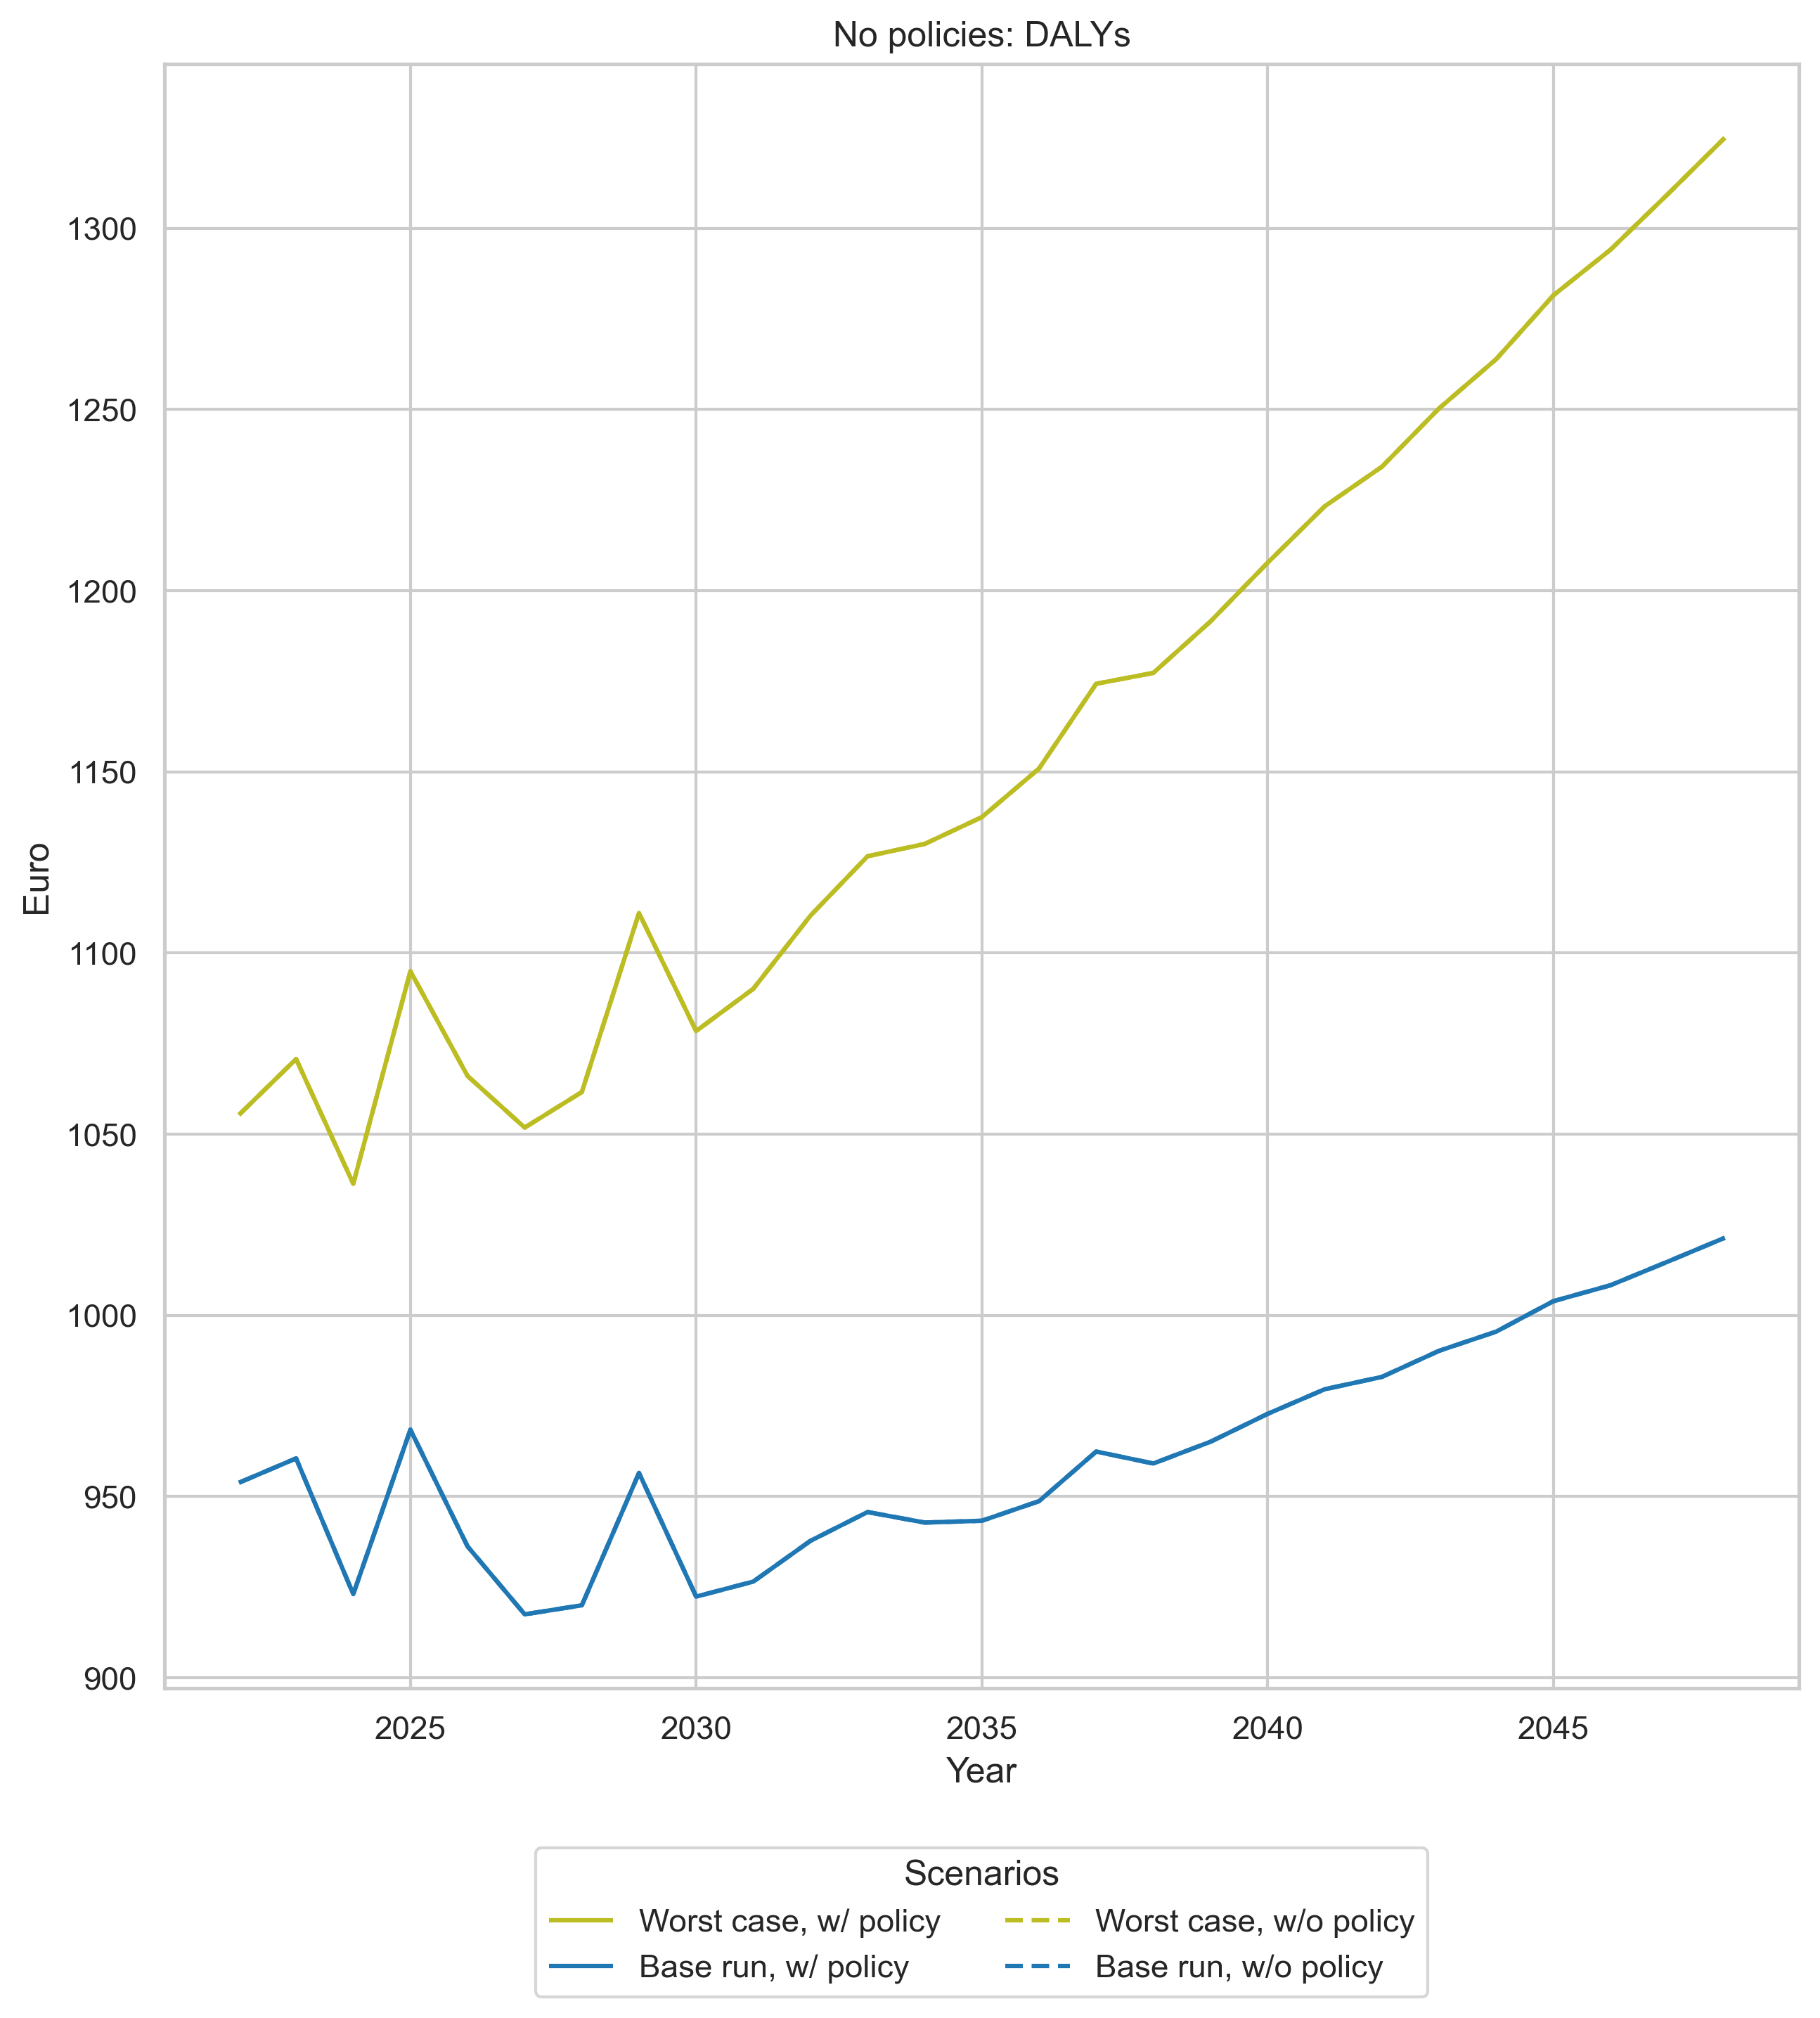 No policies: DALYs
1300
1250
1200
1150
1100
1050
1000
950
900
Euro
2025 2030 2035 2040 2045
Year
Scenarios
Worst case, w/ policy Worst case, w/o policy
Base run, w/ policy Base run, w/o policy